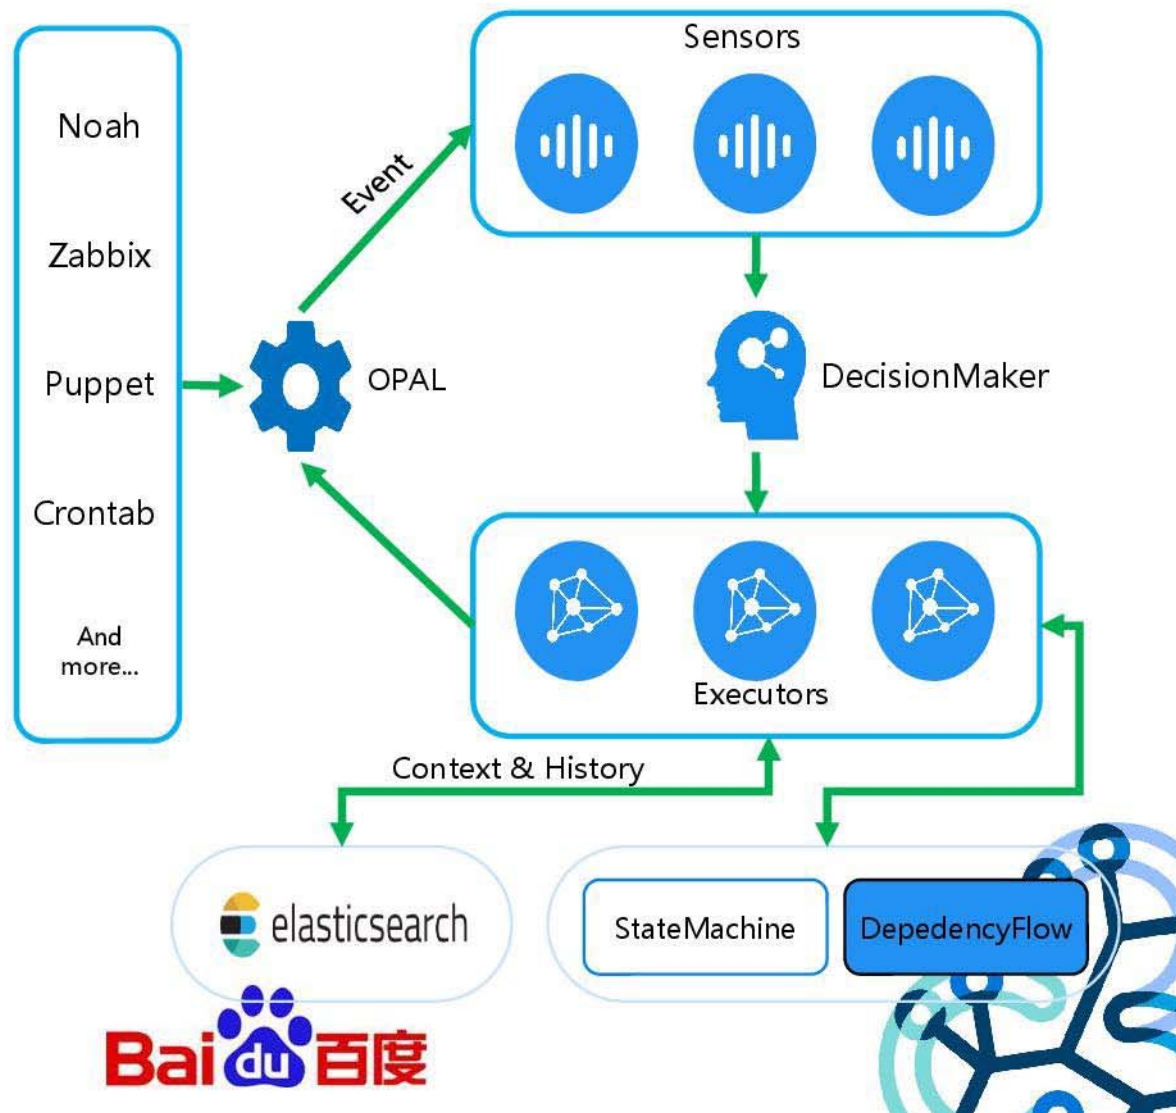 Sensors
Noah
Event
Zabbix
Puppet
OPAL
DecisionMaker
Crontab
And
more...
Executors
Context & History
elasticsearch
StateMachine
DepedencyFlow
Bai du 百度